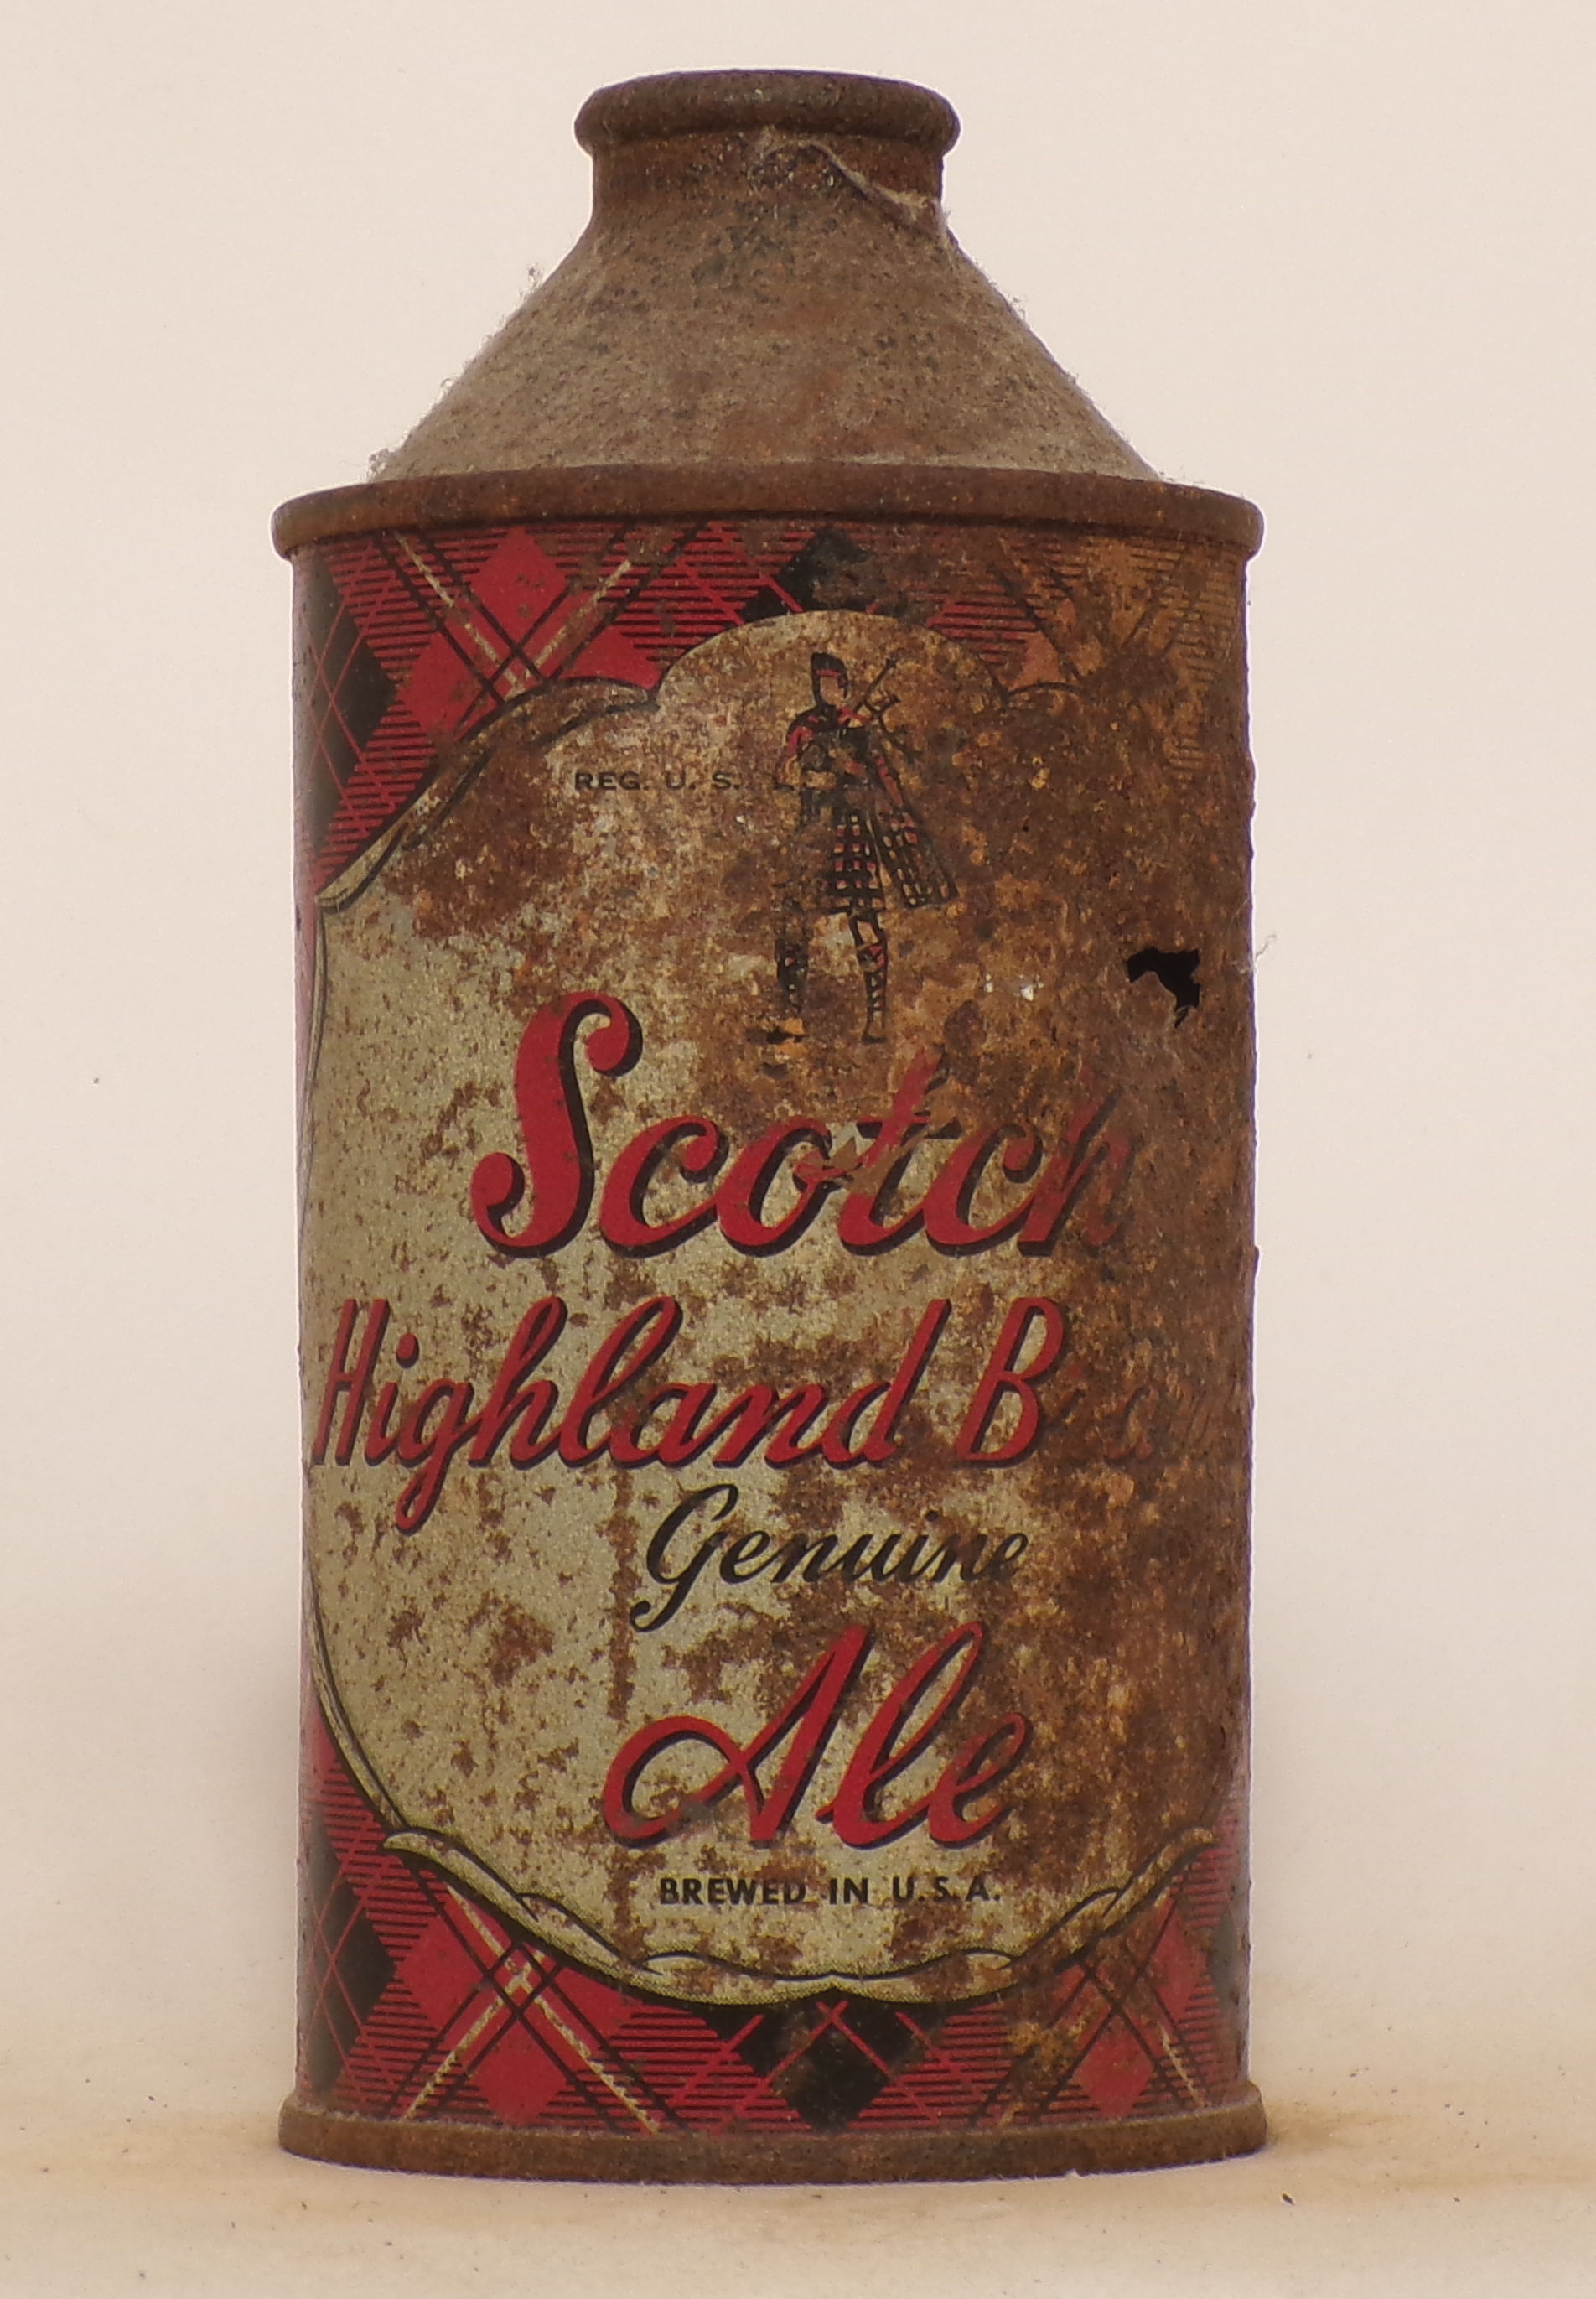 REG. U. S.
Scotch
Highland
Genuine
Ale
BREWED IN U.S.A.